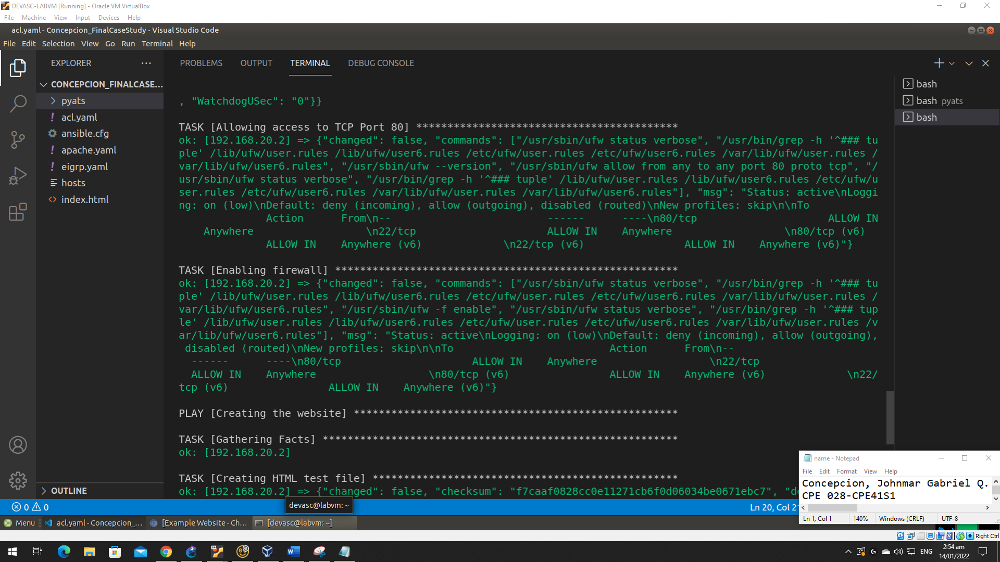 DEVASC-LABVM [Running] - Oracle VM VirtualBox
File Machine View Input Devices Help
acl.yaml - Concepcion_FinalCaseStudy - Visual Studio Code
File Edit Selection View Go Run Terminal Help
EXPLORER
CONCEPCION_FINALCASE...
pyats
! acl.yaml
ansible.cfg
! apache.yaml
! eigrp.yaml
hosts
<> index.html
OUTLINE
PROBLEMS OUTPUT TERMINAL DEBUG CONSOLE
, "WatchdogUSec": "0"}}
TASK [Allowing access to TCP Port 80] ******************************************
ok: [192.168.20.2] => {"changed": false, "commands": ["/usr/sbin/ufw status verbose", "/usr/bin/grep -h '^### tu
ple' /lib/ufw/user.rules /lib/ufw/user6.rules /etc/ufw/user.rules /etc/ufw/user6.rules /var/lib/ufw/user.rules /
var/lib/ufw/user6.rules", "/usr/sbin/ufw --version", "/usr/sbin/ufw allow from any to any port 80 proto tcp", "/
usr/sbin/ufw status verbose", "/usr/bin/grep -h '^### tuple' /lib/ufw/user.rules /lib/ufw/user6.rules /etc/ufw/u
ser.rules /etc/ufw/user6.rules /var/lib/ufw/user.rules /var/lib/ufw/user6.rules"], "msg": "Status: active\nLoggi
ng: on (low)\nDefault: deny (incoming), allow (outgoing), disabled (routed)\nNew profiles: skip\n\nTo
Action From\n-- ------ ----\n80/tcp ALLOW IN
Anywhere \n22/tcp ALLOW IN Anywhere \n80/tcp (v6)
ALLOW IN Anywhere (v6) \n22/tcp (v6) ALLOW IN Anywhere (v6)"}
TASK [Enabling firewall] *******************************************************
ok: [192.168.20.2] => {"changed": false, "commands": ["/usr/sbin/ufw status verbose", "/usr/bin/grep -h '^### tu
ple' /lib/ufw/user.rules /lib/ufw/user6.rules /etc/ufw/user.rules /etc/ufw/user6.rules /var/lib/ufw/user.rules /
var/lib/ufw/user6.rules", "/usr/sbin/ufw -f enable", "/usr/sbin/ufw status verbose", "/usr/bin/grep -h '^### tup
le' /lib/ufw/user.rules /lib/ufw/user6.rules /etc/ufw/user.rules /etc/ufw/user6.rules /var/lib/ufw/user.rules /v
ar/lib/ufw/user6.rules"], "msg": "Status: active\nLogging: on (low)\nDefault: deny (incoming), allow (outgoing),
disabled (routed)\nNew profiles: skip\n\nTo Action From\n--
------ ----\n80/tcp ALLOW IN Anywhere \n22/tcp
ALLOW IN Anywhere \n80/tcp (v6) ALLOW IN Anywhere (v6) \n22/
tcp (v6) ALLOW IN Anywhere (v6)"}
PLAY [Creating the website] ****************************************************
TASK [Gathering Facts] *********************************************************
ok: [192.168.20.2]
TASK [Creating HTML test file] *************************************************
ok: [192.168.20.2] => {"changed": false, "checksum": "f7caaf0828cc0e11271cb6f0d06034be0671ebc7", "de
bash
bash pyats
bash
name - Notepad
File Edit Format View Help
Concepcion, Johnmar Gabriel Q.
CPE 028-CPE41S1
Ln 1, Col 1 140% Windows (CRLF) UTF-8
0 0
Ln 20, Col 21
devasc@labvm: ~
Menu acl.yaml - Concepcion_... [Example Website - Ch... [devasc@labvm: ~]
Right Ctrl
ENG
2:54 am
14/01/2022